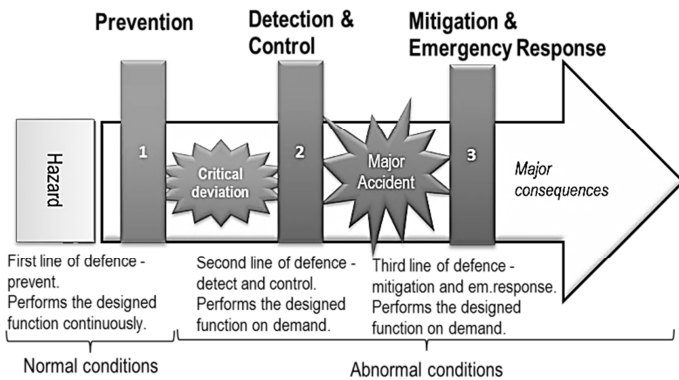 Prevention
Detection &
Control
Mitigation &
Emergency Response
Hazard
1
Critical
deviation
2
Major
Accident
3
Major
consequences
First line of defence -
prevent.
Performs the designed
function continuously.
Second line of defence -
detect and control.
Performs the designed
function on demand.
Third line of defence -
mitigation and em.response.
Performs the designed
function on demand.
Normal conditions
Abnormal conditions